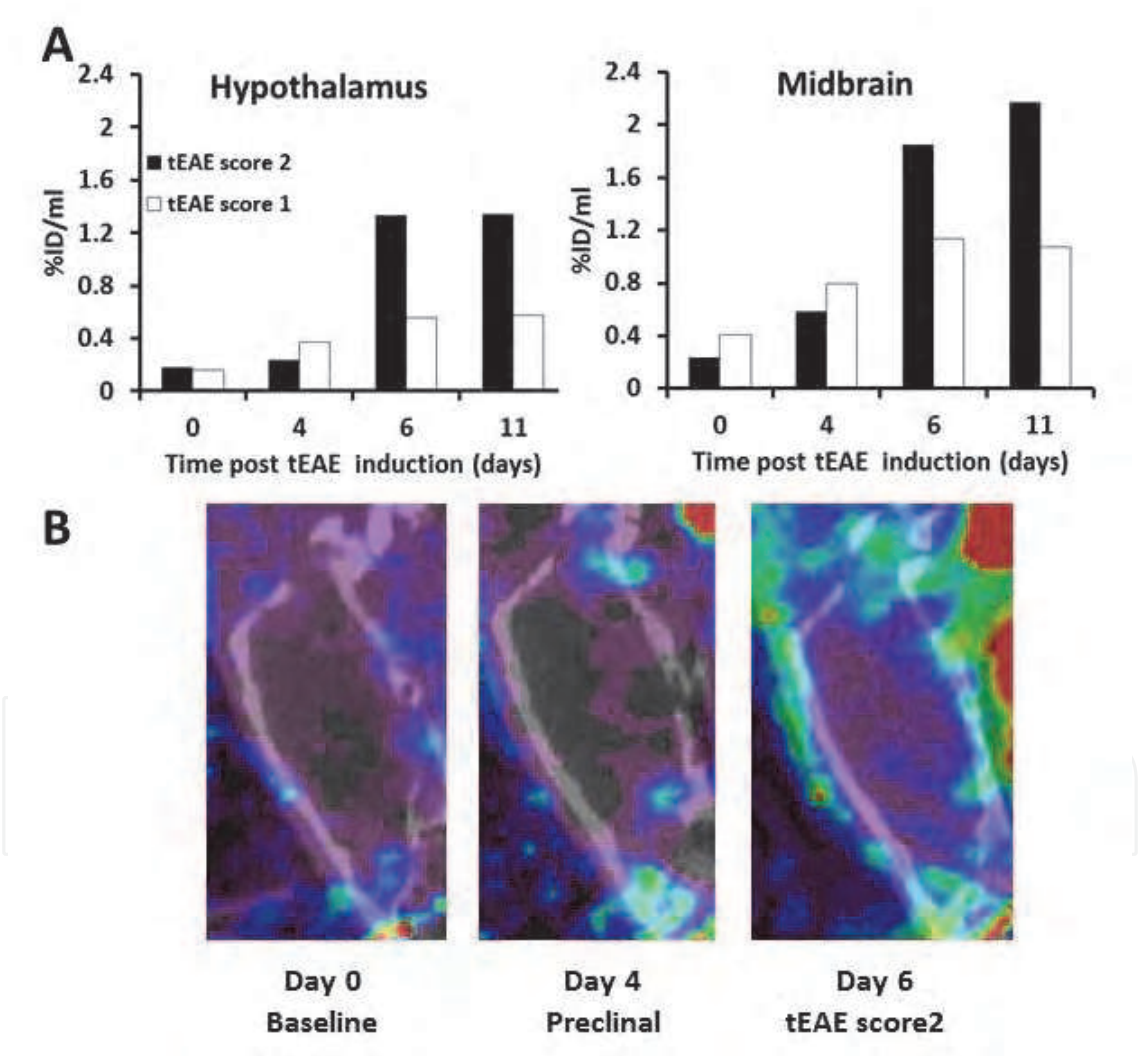 A
Hypothalamus
2.4
2
1.6
1.2
0.8
0.4
0
%ID/ml
tEAE score 2
tEAE score 1
0 4 6 11
Time post tEAE induction (days)
Midbrain
2.4
2
1.6
1.2
0.8
0.4
0
%ID/ml
0 4 6 11
Time post tEAE induction (days)
B
Day 0
Baseline
Day 4
Preclinal
Day 6
tEAE score2